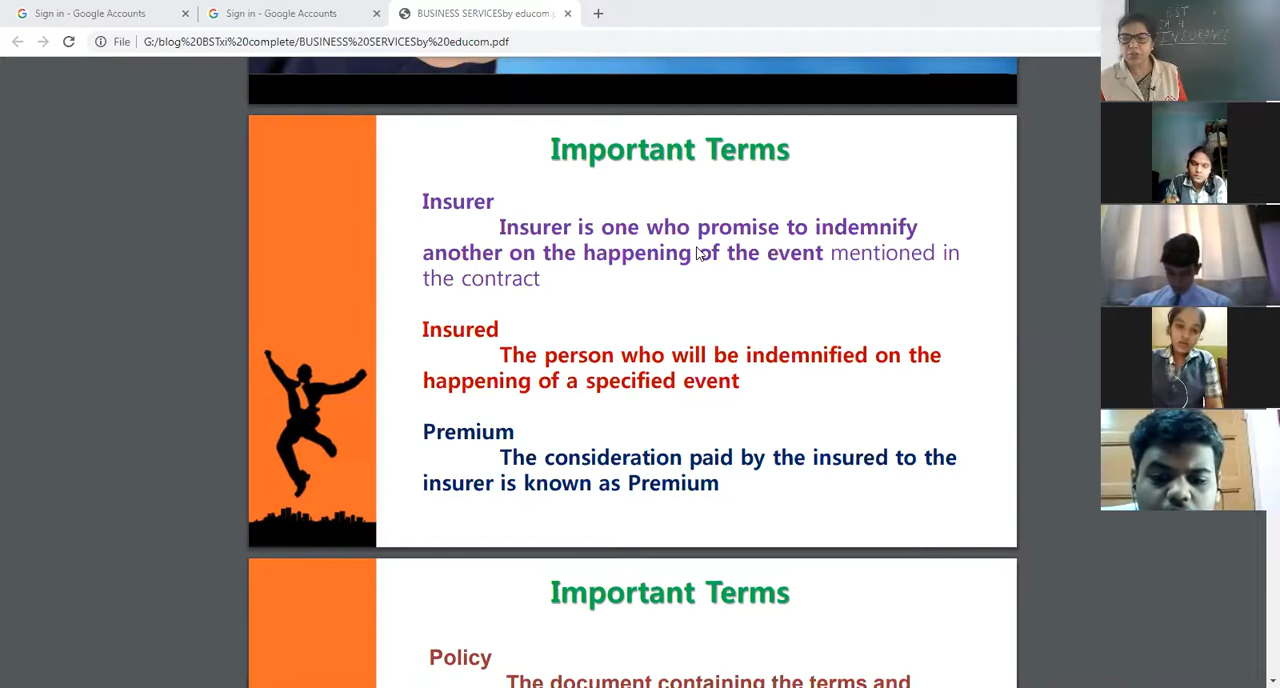 Sign in - Google Accounts
Sign in - Google Accounts
BUSINESS SERVICESby educom p
File
G:/blog%20BSTxi%20complete/BUSINESS%20SERVICESby%20educom.pdf
BST
INSURANCE
Important Terms
Insurer
Insurer is one who promise to indemnify
another on the happening of the event mentioned in
the contract
Insured
The person who will be indemnified on the
happening of a specified event
Premium
The consideration paid by the insured to the
insurer is known as Premium
Important Terms
Policy
The document containing the terms and